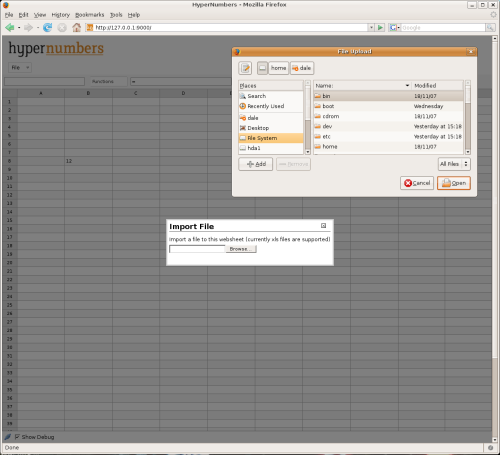 HyperNumbers - Mozilla Firefox
File Edit View History Bookmarks Tools Help
http://127.0.0.1:9000/
Google
hypernumbers
File
Functions =
A B C D
1
2
3
4
5
6
7
8 12
9
10
11
12
13
14
15
16
17
18
19
20
21
22
23
24
25
26
27
28
29
30
31
32
33
34
35
36
37
38
39
File Upload
home dale
Places
Search
Recently Used
dale
Desktop
File System
hda1
Name: Modified
bin 18/11/07
boot Wednesday
cdrom 18/11/07
dev Yesterday at 15:18
etc Yesterday at 15:18
home 18/11/07
Add Remove
All Files
Cancel Open
Import File
Import a file to this websheet (currently xls files are supported)
Browse...
Show Debug
Done